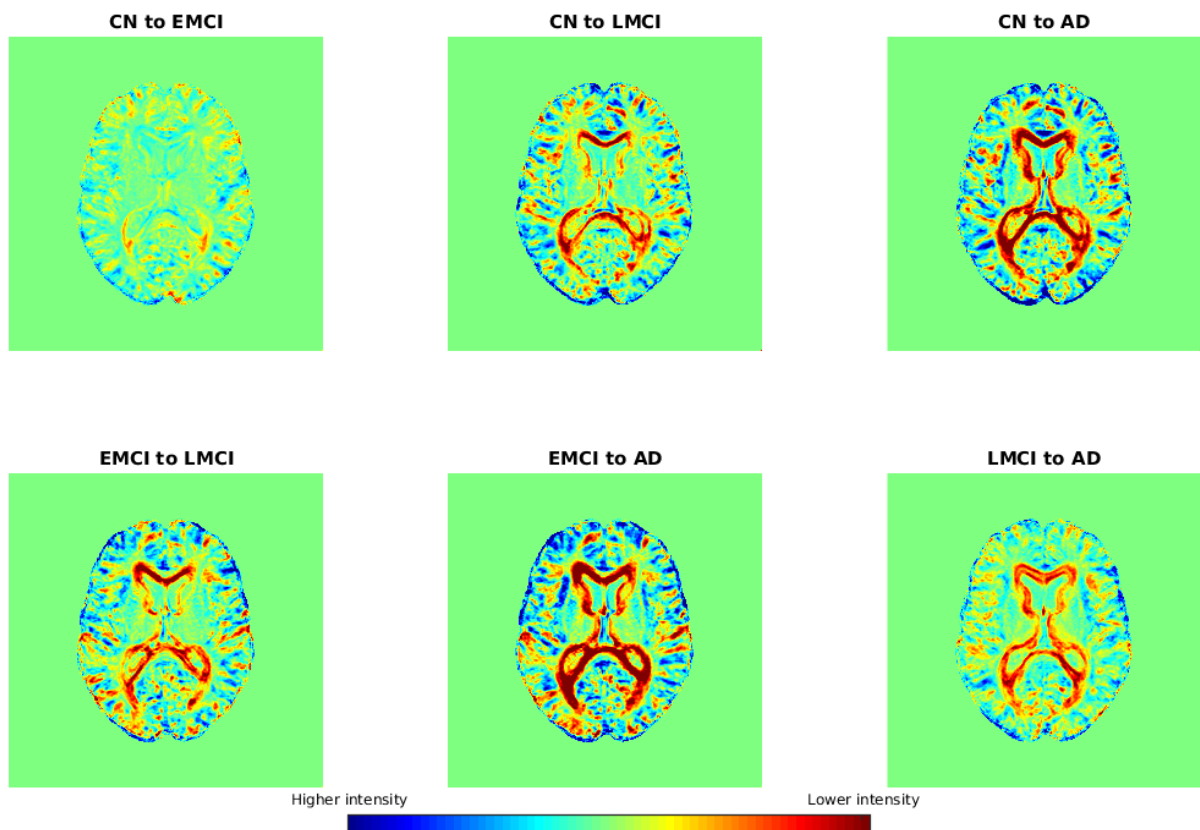 CN to EMCI
CN to LMCI
CN to AD
EMCI to LMCI
EMCI to AD
LMCI to AD
Higher intensity
Lower intensity